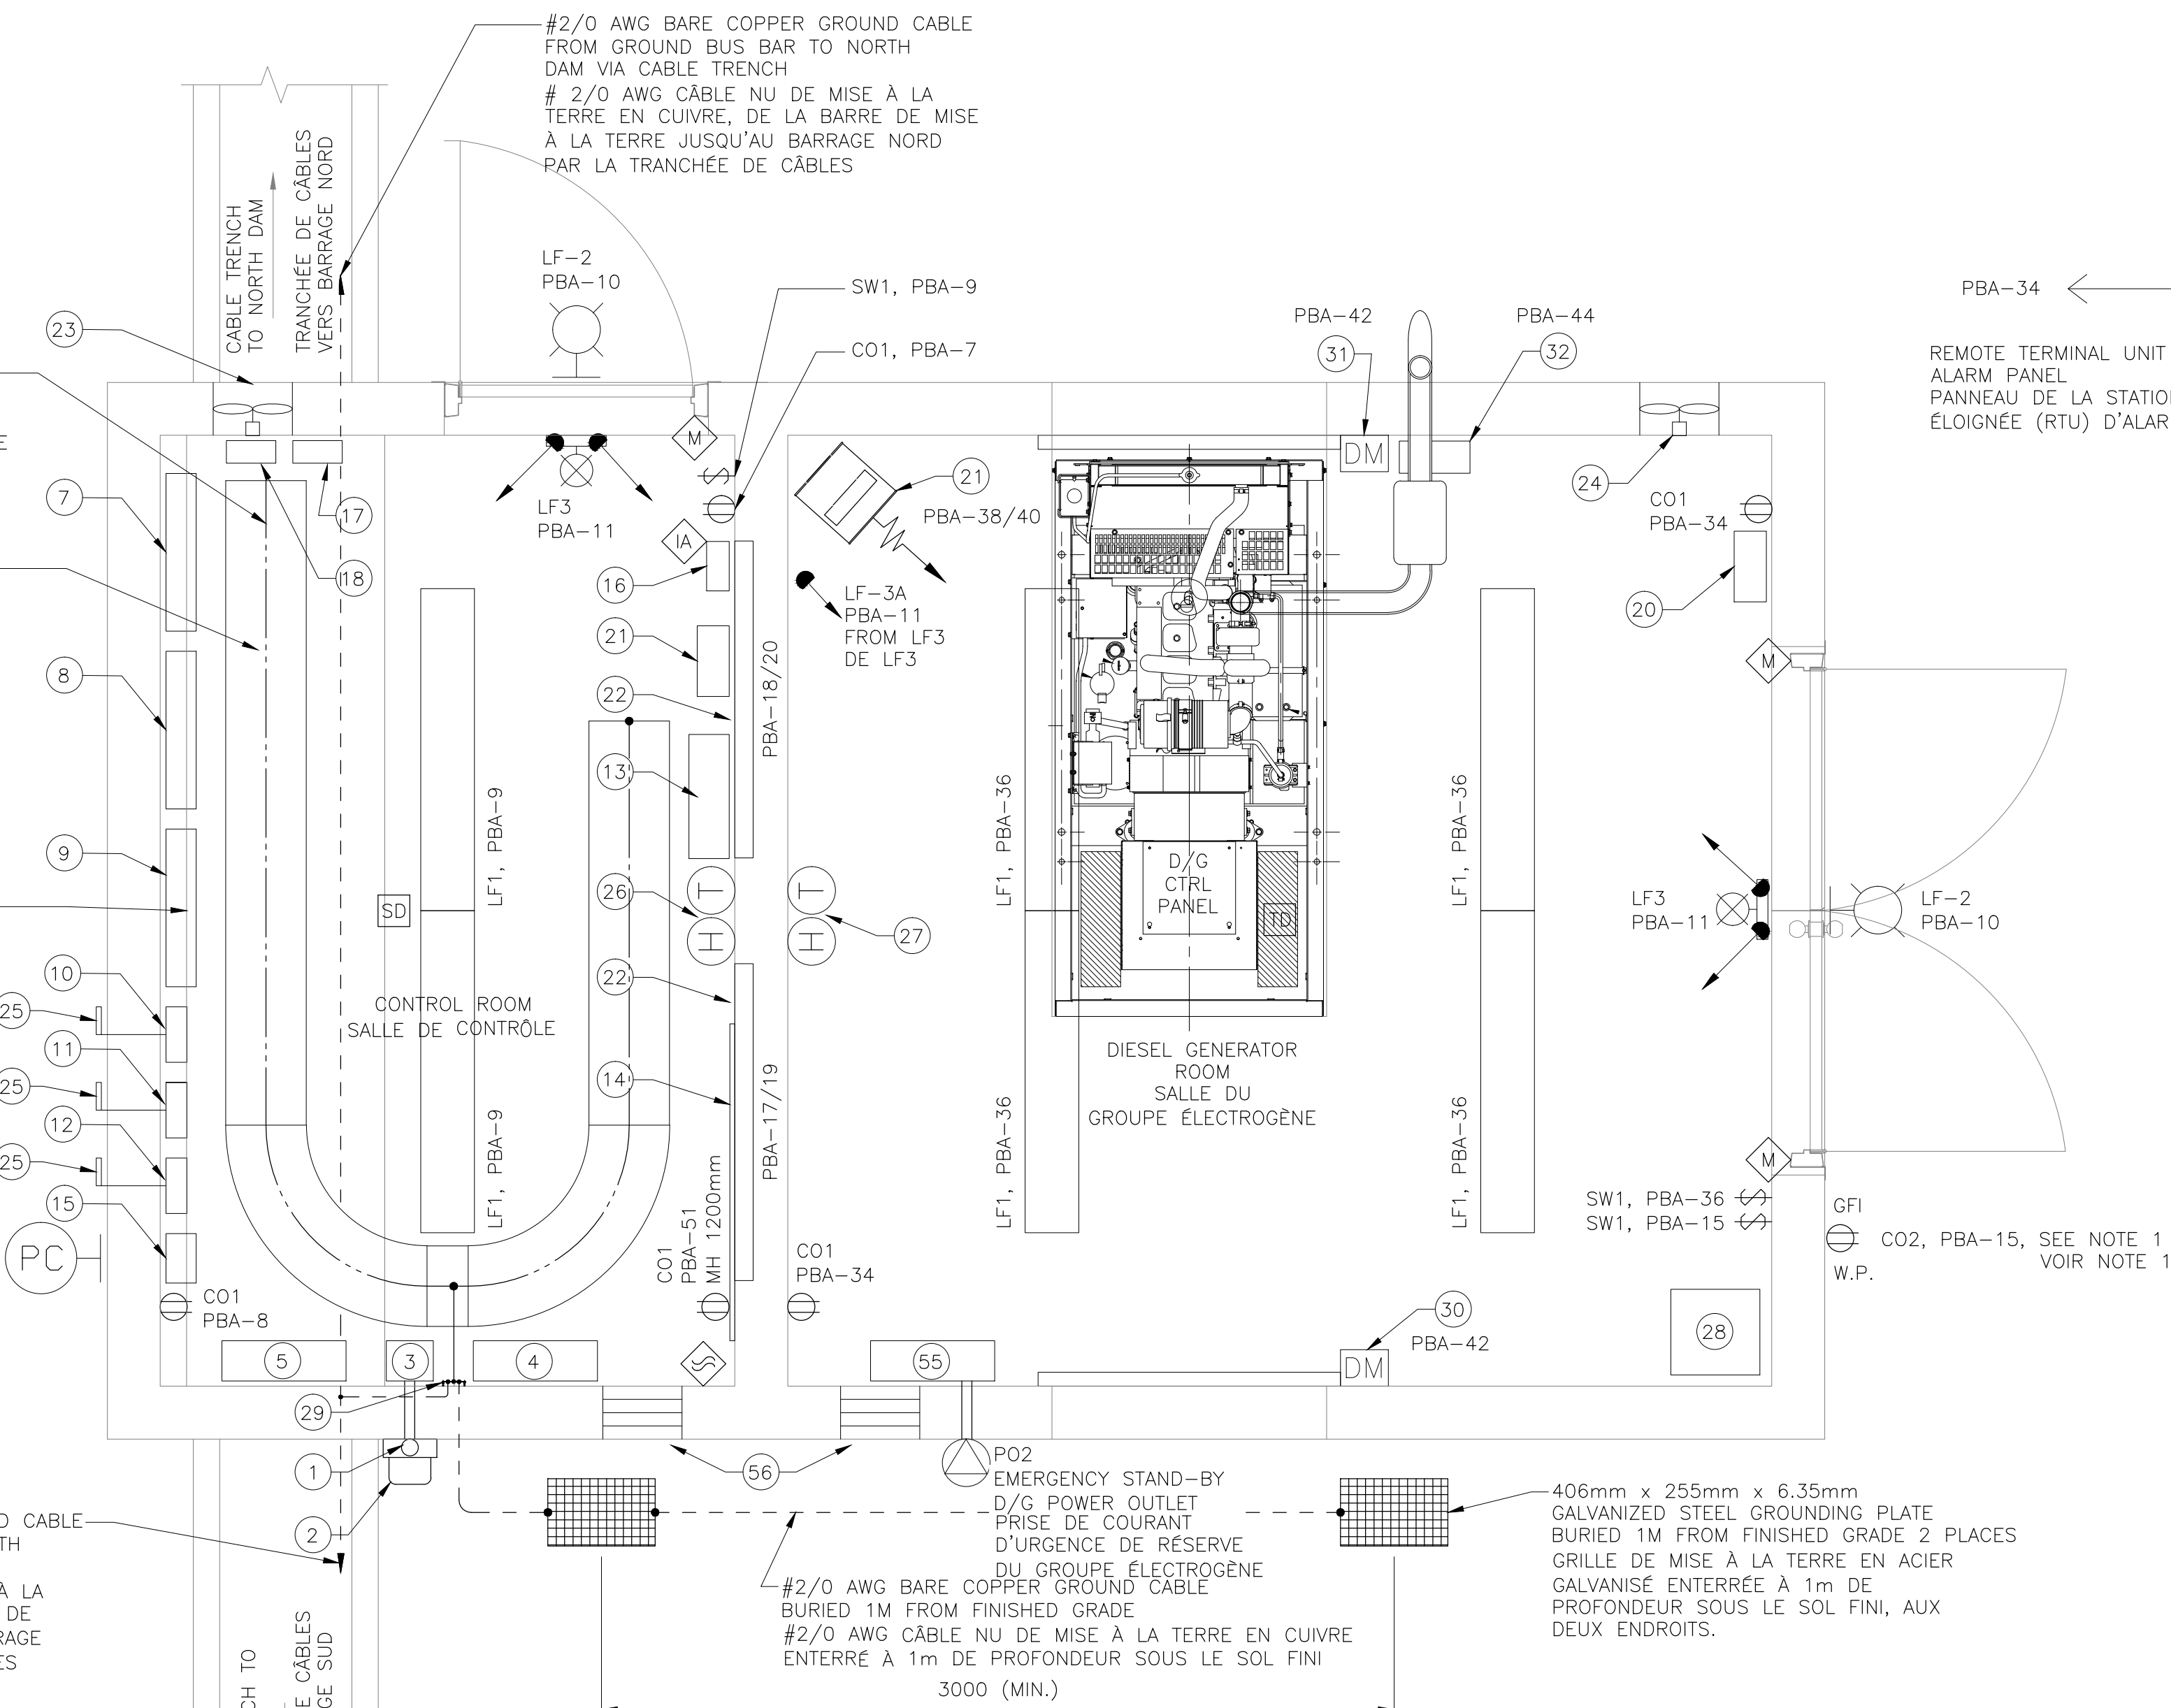 #2/0 AWG BARE COPPER GROUND CABLE
FROM GROUND BUS BAR TO NORTH
DAM VIA CABLE TRENCH
# 2/0 AWG CÂBLE NU DE MISE À LA
TERRE EN CUIVRE, DE LA BARRE DE MISE
À LA TERRE JUSQU'AU BARRAGE NORD
PAR LA TRANCHÉE DE CÂBLES
CABLE TRENCH
TO NORTH DAM
TRANCHÉE DE CÂBLES
VERS BARRAGE NORD
LF-2
PBA-10
SW1, PBA-9
CO1, PBA-7
PBA-42
31
PBA-44
32
PBA-34
REMOTE TERMINAL UNIT
ALARM PANEL
PANNEAU DE LA STATION
ÉLOIGNÉE (RTU) D'ALAR
23
E
M
S
DM
7
17
18
LF3
PBA-11
IA
16
21
PBA-38/40
24
CO1
PBA-34
20
LF-3A
PBA-11
FROM LF3
DE LF3
8
21
22
PBA-18/20
M
13
9
LF1, PBA-9
LF1, PBA-36
LF1, PBA-36
D/G
CTRL
PANEL
TD
SD
26
T
H
T
H
27
LF3
PBA-11
LF-2
PBA-10
10
25
CONTROL ROOM
SALLE DE CONTRÔLE
22
11
25
14
PBA-17/19
DIESEL GENERATOR
ROOM
SALLE DU
GROUPE ÉLECTROGÈNE
12
25
15
LF1, PBA-9
LF1, PBA-36
LF1, PBA-36
M
SW1, PBA-36 S
SW1, PBA-15 S
GFI
CO2, PBA-15, SEE NOTE 1
VOIR NOTE 1
W.P.
PC
CO1
PBA-8
CO1
PBA-51
MH 1200mm
CO1
PBA-34
5
3
4
55
30
PBA-42
DM
28
29
1
2
56
PO2
EMERGENCY STAND-BY
D/G POWER OUTLET
PRISE DE COURANT
D'URGENCE DE RÉSERVE
DU GROUPE ÉLECTROGÈNE
406mm x 255mm x 6.35mm
GALVANIZED STEEL GROUNDING PLATE
BURIED 1M FROM FINISHED GRADE 2 PLACES
GRILLE DE MISE À LA TERRE EN ACIER
GALVANISÉ ENTERRÉE À 1m DE
PROFONDEUR SOUS LE SOL FINI, AUX
DEUX ENDROITS.
#2/0 AWG BARE COPPER GROUND CABLE
BURIED 1M FROM FINISHED GRADE
#2/0 AWG CÂBLE NU DE MISE À LA TERRE EN CUIVRE
ENTERRÉ À 1m DE PROFONDEUR SOUS LE SOL FINI
3000 (MIN.)
D CABLE
TH
À LA
DE
RAGE
ES
CH TO
E CÂBLES
GE SUD